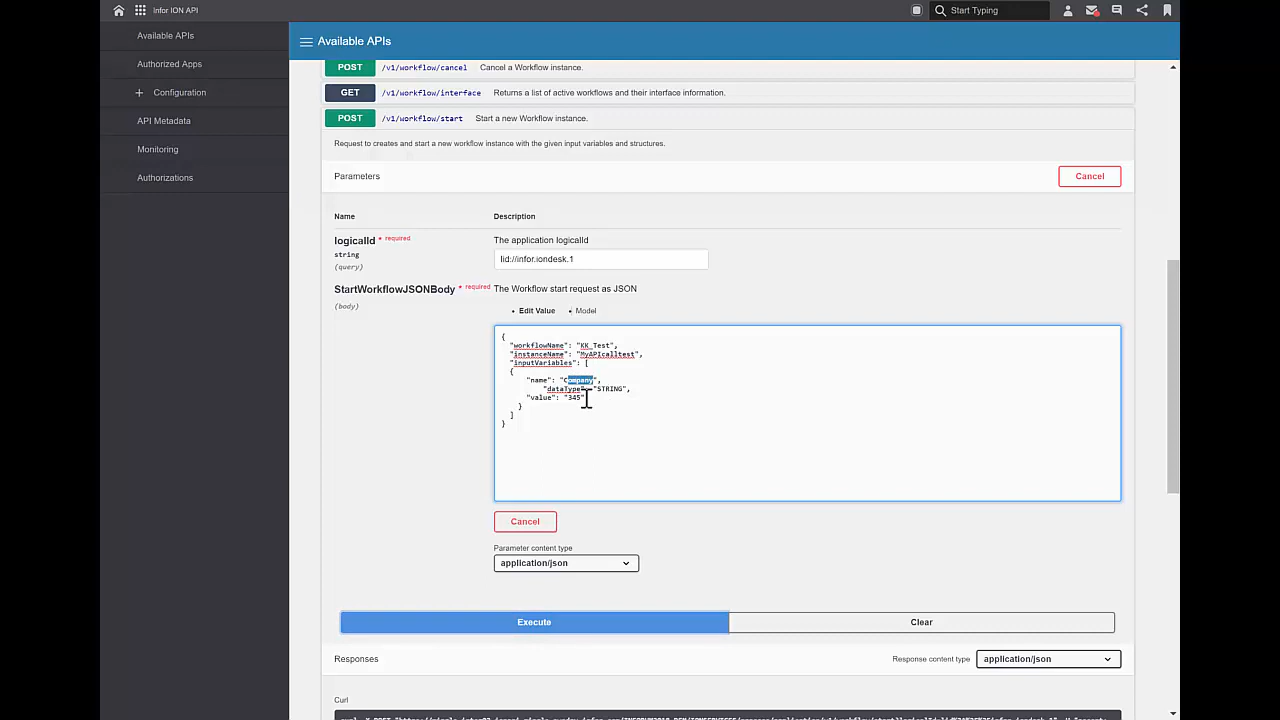 Infor ION API
Start Typing
Available APIs
Authorized Apps
Configuration
API Metadata
Monitoring
Authorizations
Available APIs
POST /v1/workflow/cancel Cancel a Workflow instance.
GET /v1/workflow/interface Returns a list of active workflows and their interface information.
POST /v1/workflow/start Start a new Workflow instance.
Request to creates and start a new workflow instance with the given input variables and structures.
Parameters
Cancel
Name Description
logicalId * required The application logicalId
string
(query)
lid://infor.iondesk.1
StartWorkflowJSONBody * required The Workflow start request as JSON
(body)
Edit Value Model
{
"workflowName": "KK_Test",
"instanceName": "MyAPIcalltest",
"inputVariables": [
{
"name": "Company",
"dataType": "STRING",
"value": "345"
}
]
}
Cancel
Parameter content type
application/json
Execute Clear
Responses Response content type application/json
Curl